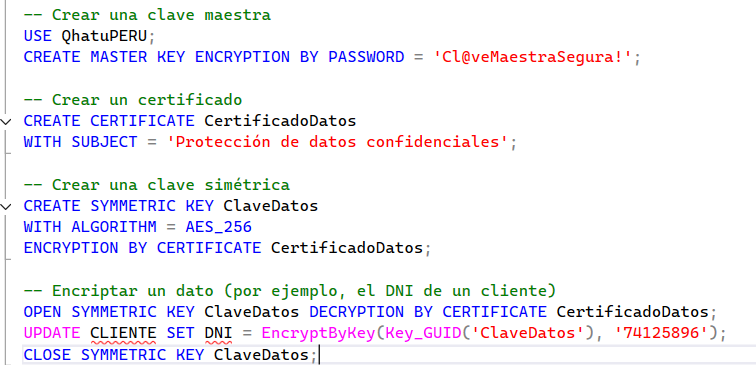 -- Crear una clave maestra
USE QhatuPERU;
CREATE MASTER KEY ENCRYPTION BY PASSWORD = 'Cl@veMaestraSegura!';
-- Crear un certificado
CREATE CERTIFICATE CertificadoDatos
WITH SUBJECT = 'Protección de datos confidenciales';
-- Crear una clave simétrica
CREATE SYMMETRIC KEY ClaveDatos
WITH ALGORITHM = AES_256
ENCRYPTION BY CERTIFICATE CertificadoDatos;
-- Encriptar un dato (por ejemplo, el DNI de un cliente)
OPEN SYMMETRIC KEY ClaveDatos DECRYPTION BY CERTIFICATE CertificadoDatos;
UPDATE CLIENTE SET DNI = EncryptByKey(Key_GUID('ClaveDatos'), '74125896');
CLOSE SYMMETRIC KEY ClaveDatos;